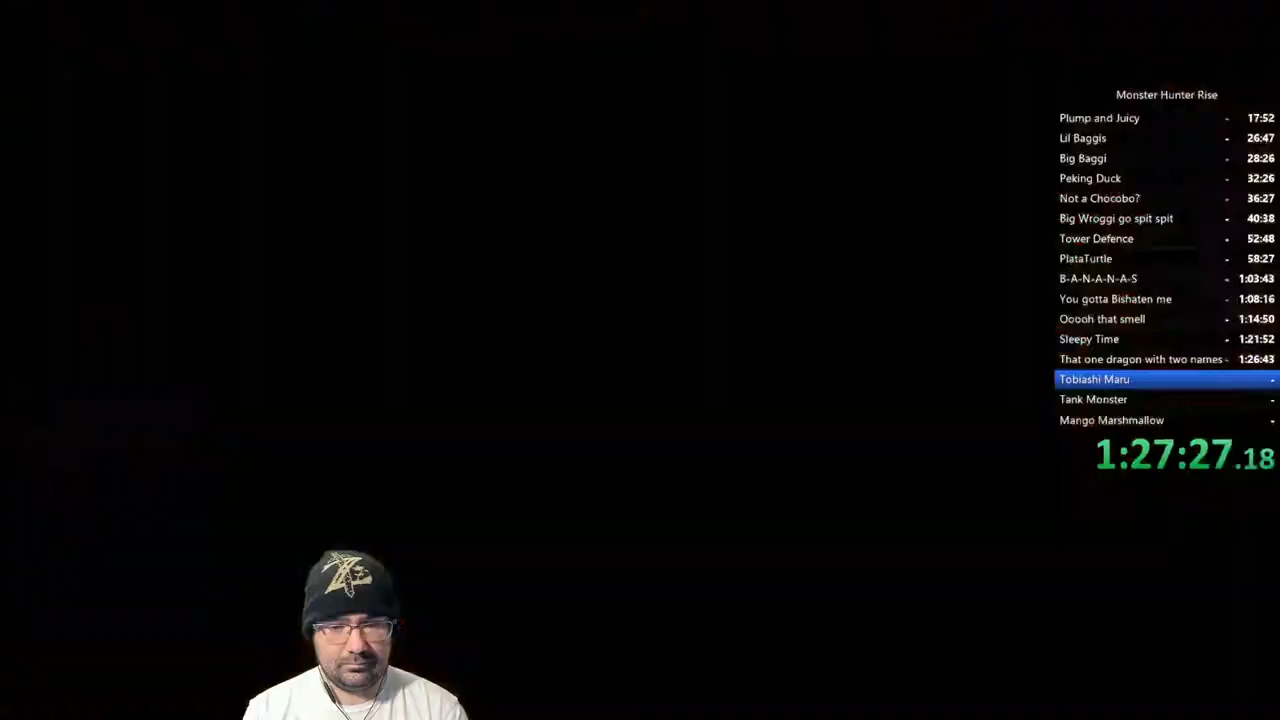 Monster Hunter Rise
Plump and Juicy - 17:52
Lil Baggis - 26:47
Big Baggi - 28:26
Peking Duck - 32:26
Not a Chocobo? - 36:27
Big Wroggi go spit spit - 40:38
Tower Defence - 52:48
PlataTurtle - 58:27
B-A-N-A-N-A-S - 1:03:43
You gotta Bishaten me - 1:08:16
Ooooh that smell - 1:14:50
Sleepy Time - 1:21:52
That one dragon with two names - 1:26:43
Tobiashi Maru -
Tank Monster -
Mango Marshmallow -
1:27:27.18
Z